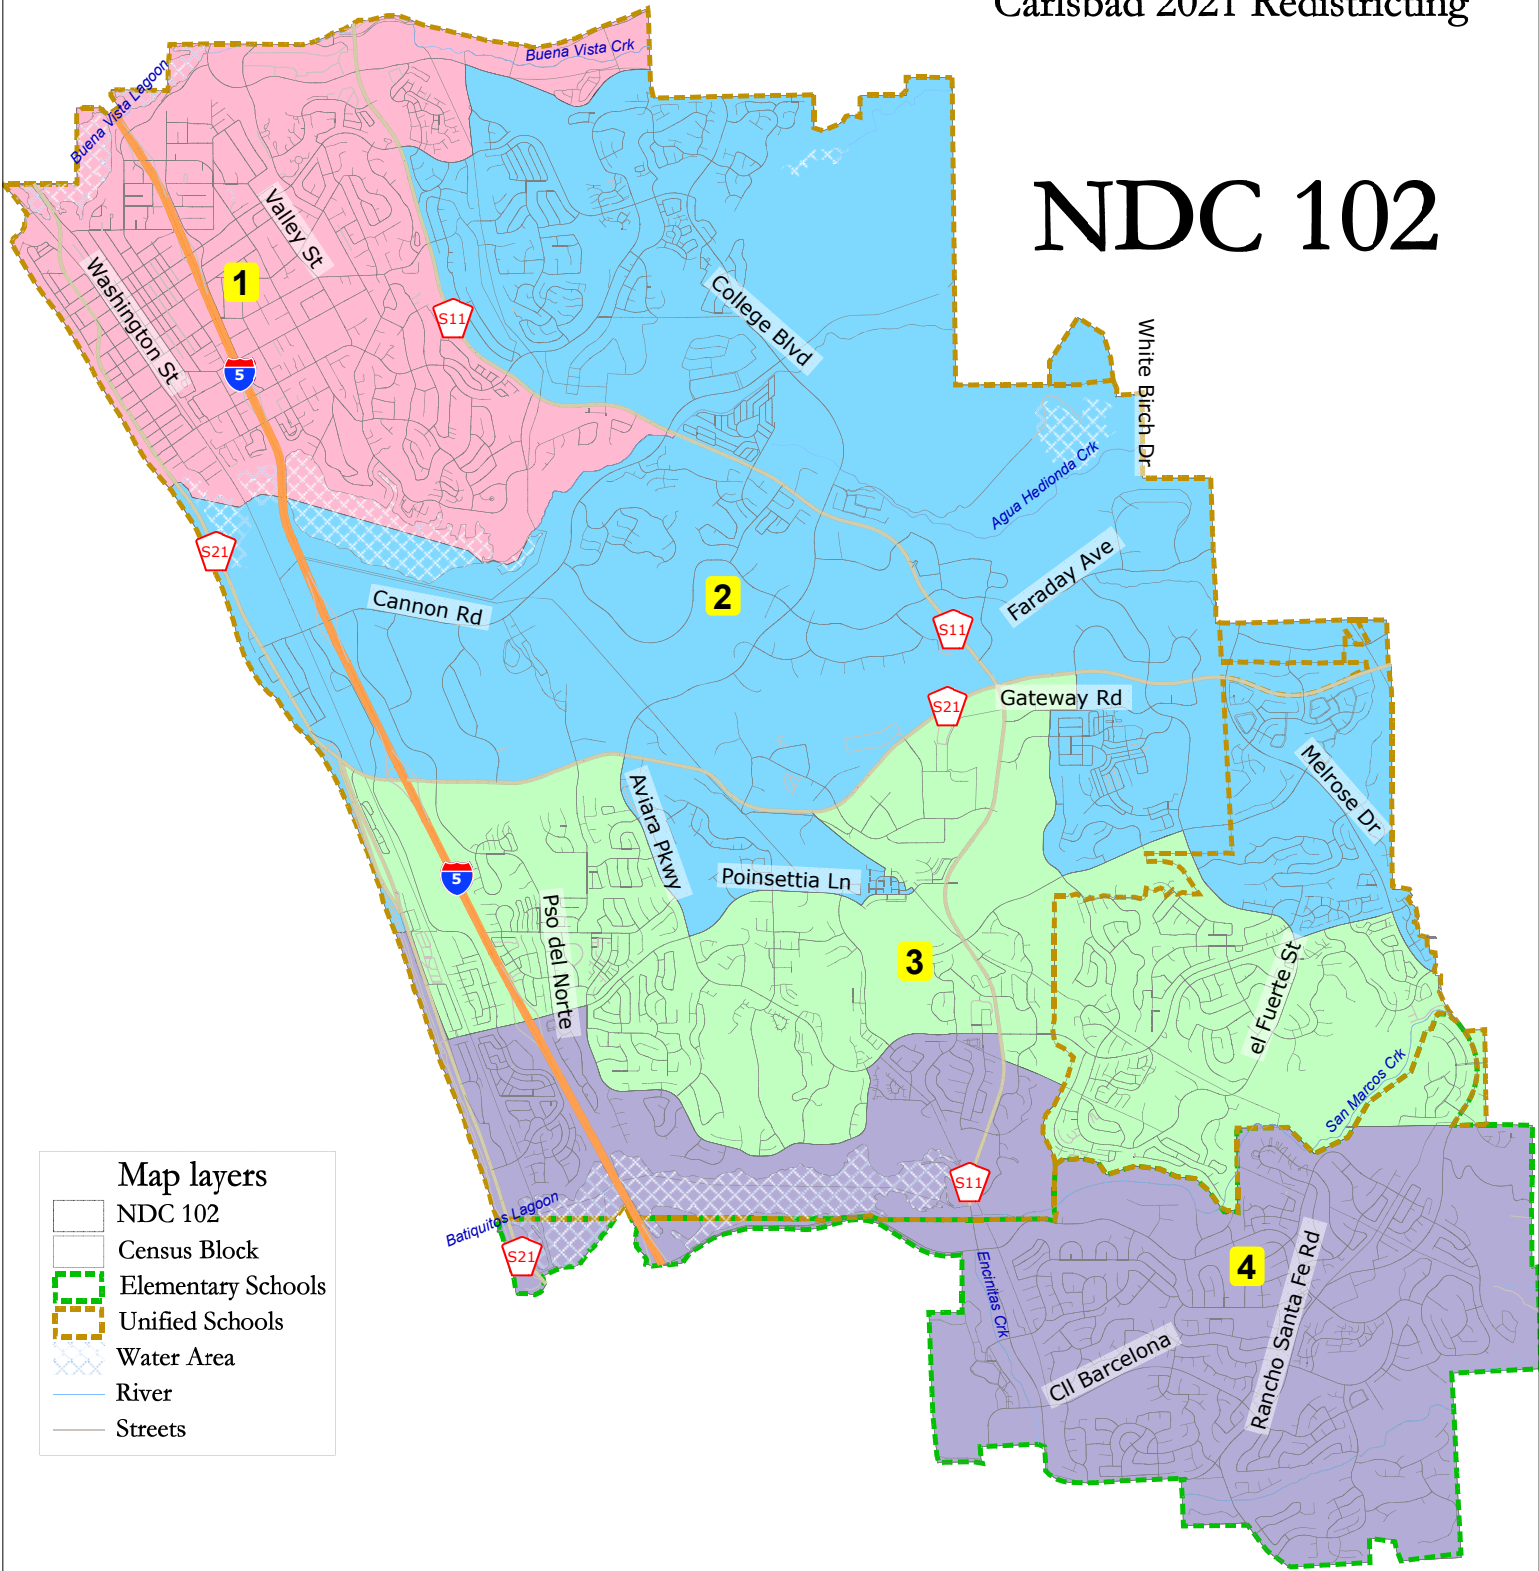 Carlsbad 2021 Redistricting
NDC 102
Buena Vista Crk
Buena Vista Lagoon
Valley St
Washington St
1
S11
5
College Blvd
White Birch Dr
Agua Hedionda Crk
S21
Cannon Rd
2
Faraday Ave
S11
S21
Gateway Rd
Melrose Dr
Aviara Pkwy
5
Poinsettia Ln
Pso del Norte
3
el Fuerte St
San Marcos Crk
S11
Batiquitos Lagoon
S21
Encinitas Crk
4
Rancho Santa Fe Rd
Cll Barcelona
Map layers
NDC 102
Census Block
Elementary Schools
Unified Schools
Water Area
River
Streets